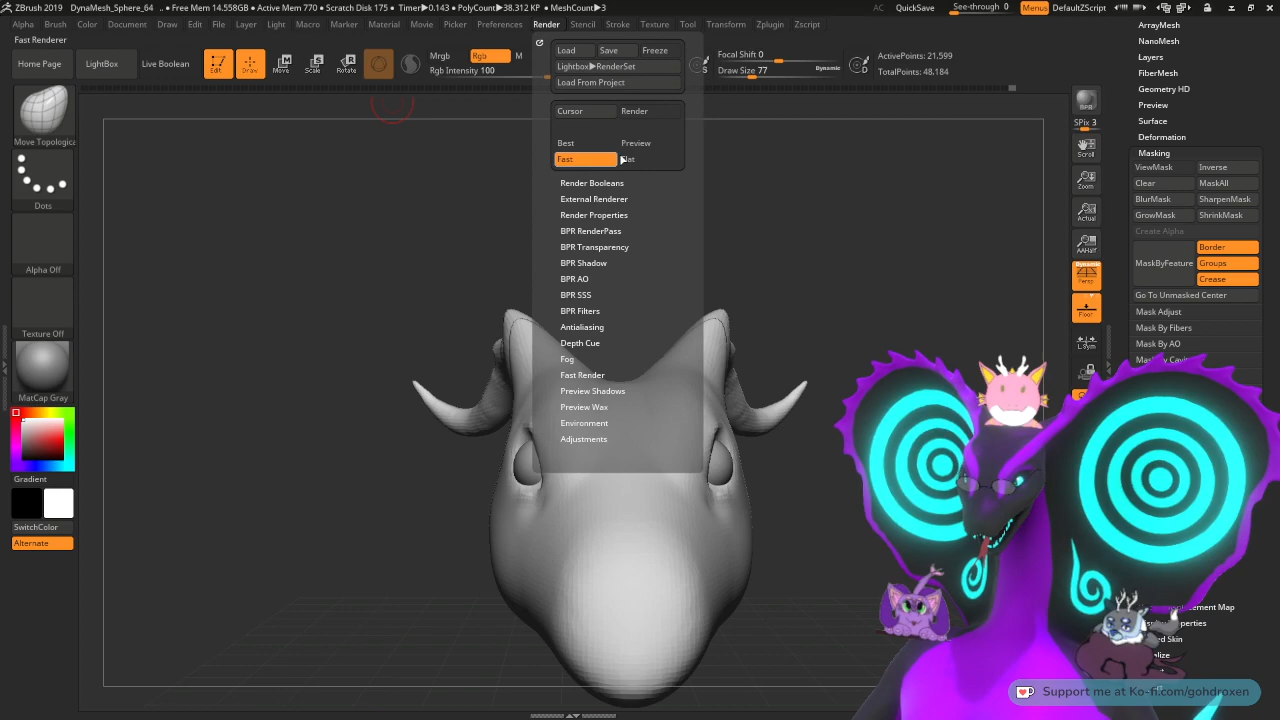 ZBrush 2019 DynaMesh_Sphere_64 .. ● Free Mem 14.558GB ● Active Mem 770 ● Scratch Disk 175 ● Timer▶0.143 ● PolyCount▶38.312 KP ● MeshCount▶3 AC QuickSave See-through 0 Menus DefaultZScript
Alpha Brush Color Document Draw Edit File Layer Light Macro Marker Material Movie Picker Preferences Render Stencil Stroke Texture Tool Transform Zplugin Zscript
Fast Renderer
Home Page LightBox Live Boolean
Edit Draw Move Scale Rotate
Mrgb Rgb M
Rgb Intensity 100
Load Save Freeze
Lightbox▶RenderSet
Load From Project
Cursor Render
Best Preview
Fast
Render Booleans
External Renderer
Render Properties
BPR RenderPass
BPR Transparency
BPR Shadow
BPR AO
BPR SSS
BPR Filters
Antialiasing
Depth Cue
Fog
Fast Render
Preview Shadows
Preview Wax
Environment
Adjustments
S
Focal Shift 0
Draw Size 77 Dynamic
D
ActivePoints: 21,599
TotalPoints: 48,184
Move Topologica
Dots
Alpha Off
Texture Off
MatCap Gray
Gradient
SwitchColor
Alternate
BPR
SPix 3
Scroll
Zoom
Actual
AAHalf
Dynamic
Persp
Floor
L.Sym
ArrayMesh
NanoMesh
Layers
FiberMesh
Geometry HD
Preview
Surface
Deformation
Masking
ViewMask Inverse
Clear MaskAll
BlurMask SharpenMask
GrowMask ShrinkMask
Create Alpha
MaskByFeature Border
Groups
Crease
Go To Unmasked Center
Mask Adjust
Mask By Fibers
Mask By AO
Support me at Ko-fi.com/gohdroxen